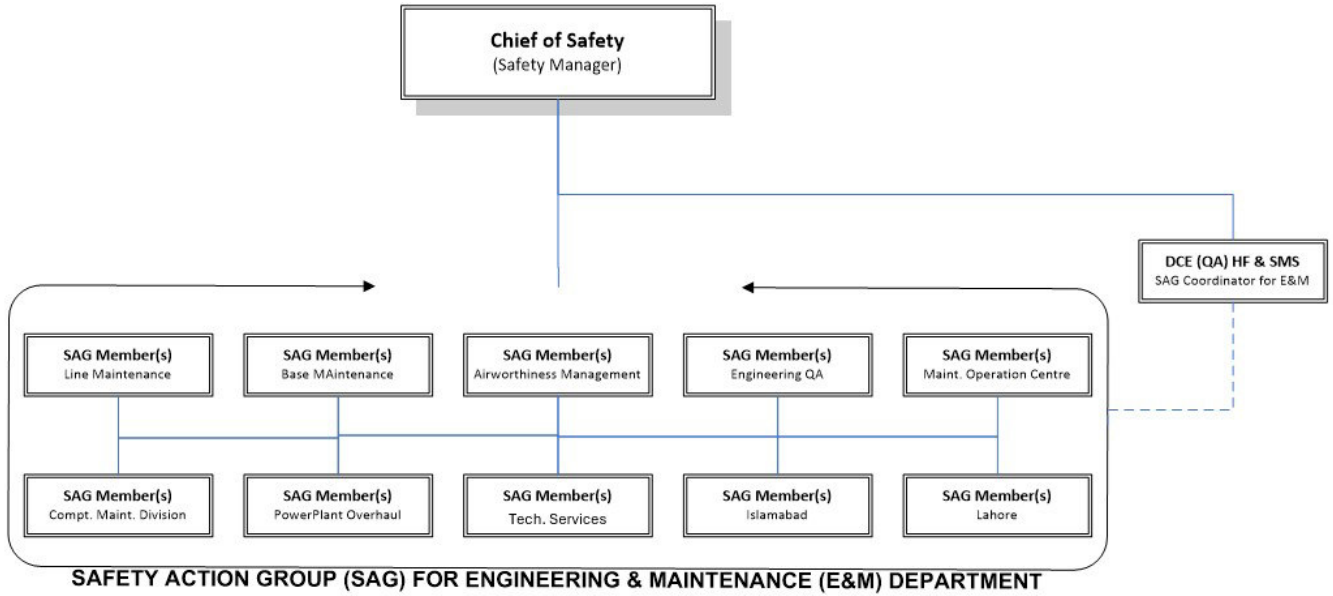 Chief of Safety
(Safety Manager)
DCE (QA) HF & SMS
SAG Coordinator for E&M
SAG Member(s)
Line Maintenance
SAG Member(s)
Base MAintenance
SAG Member(s)
Airworthiness Management
SAG Member(s)
Engineering QA
SAG Member(s)
Maint. Operation Centre
SAG Member(s)
Compt. Maint. Division
SAG Member(s)
PowerPlant Overhaul
SAG Member(s)
Tech. Services
SAG Member(s)
Islamabad
SAG Member(s)
Lahore
SAFETY ACTION GROUP (SAG) FOR ENGINEERING & MAINTENANCE (E&M) DEPARTMENT